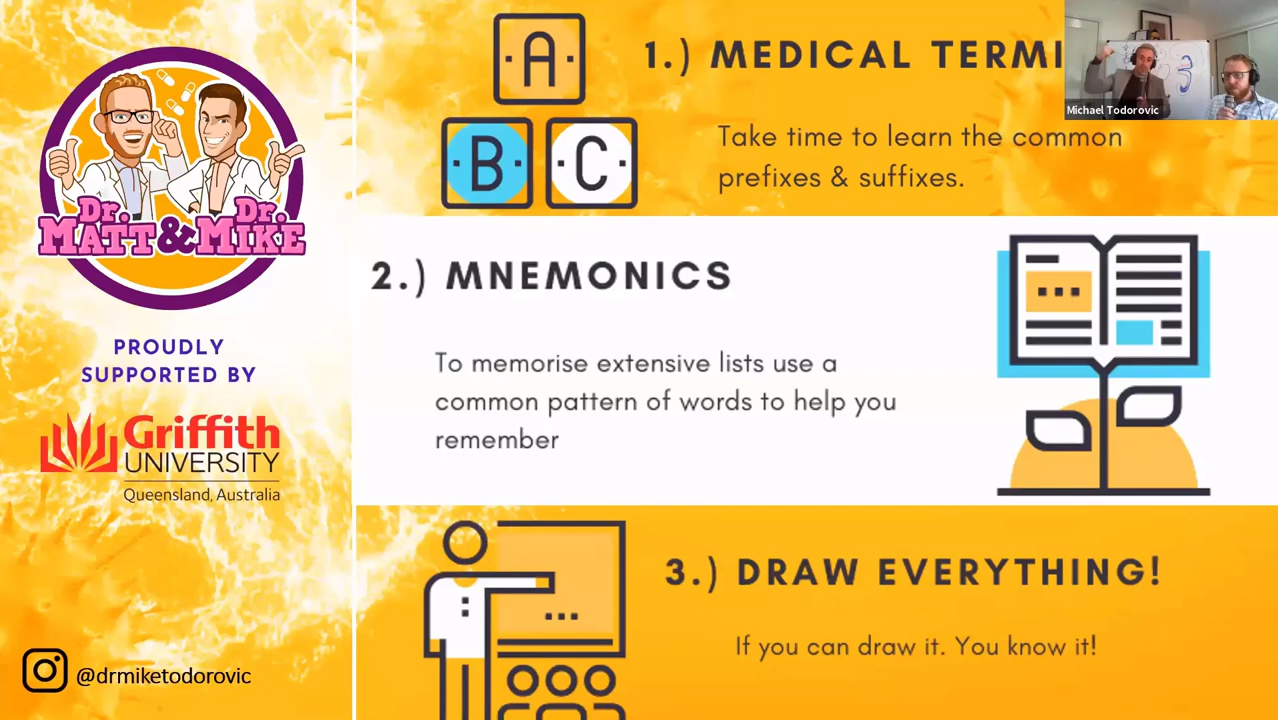 Dr. Dr.
MATT & MIKE
PROUDLY
SUPPORTED BY
Griffith
UNIVERSITY
Queensland, Australia
@drmiketodorovic
A
B C
1.) MEDICAL TERMI
Take time to learn the common
prefixes & suffixes.
Michael Todorovic
2.) MNEMONICS
To memorise extensive lists use a
common pattern of words to help you
remember
3.) DRAW EVERYTHING!
If you can draw it. You know it!